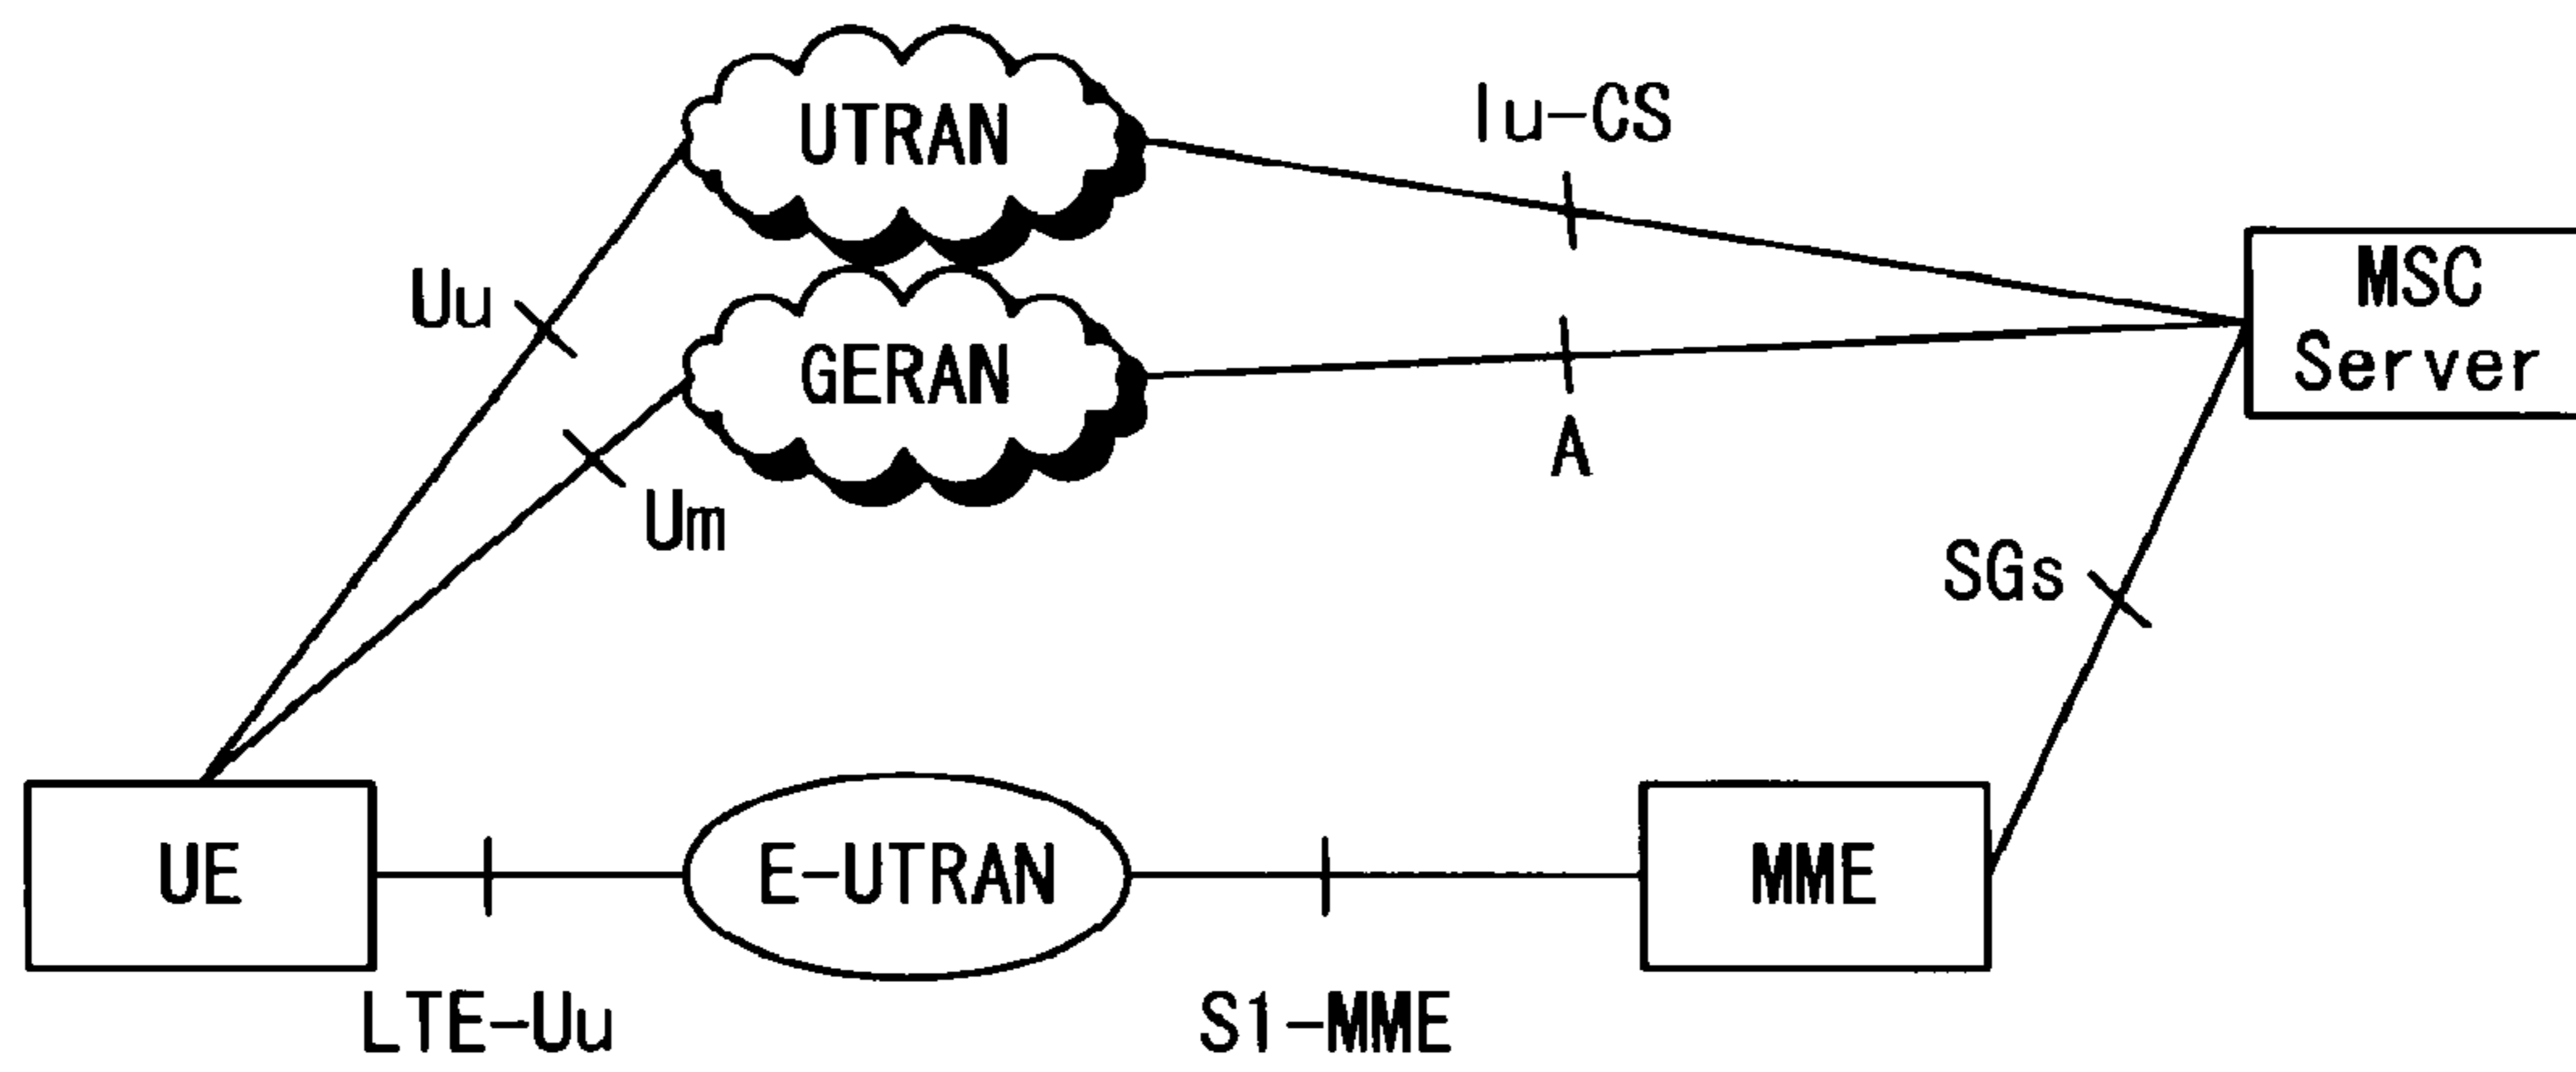 UTRAN
Iu-CS
MSC
Server
Uu
GERAN
A
Um
SGs
UE
E-UTRAN
MME
LTE-Uu
S1-MME